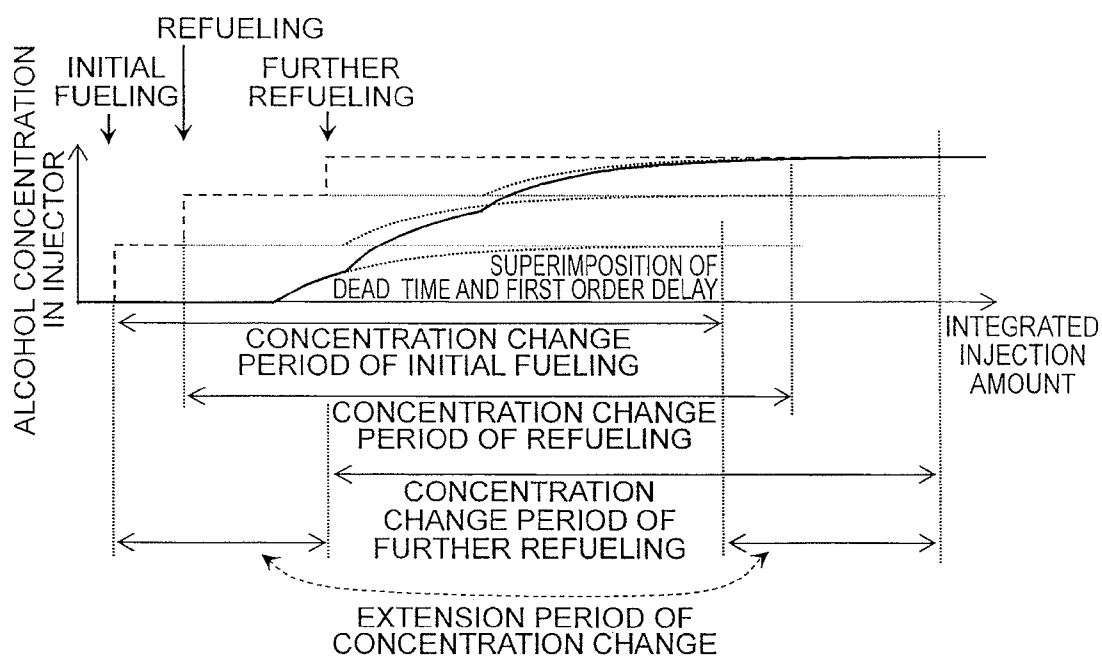 REFUELING
INITIAL
FUELING
FURTHER
REFUELING
ALCOHOL CONCENTRATION
IN INJECTOR
SUPERIMPOSITION OF
DEAD TIME AND FIRST ORDER DELAY
INTEGRATED
INJECTION
AMOUNT
CONCENTRATION CHANGE
PERIOD OF INITIAL FUELING
CONCENTRATION CHANGE
PERIOD OF REFUELING
CONCENTRATION
CHANGE PERIOD OF
FURTHER REFUELING
EXTENSION PERIOD OF
CONCENTRATION CHANGE